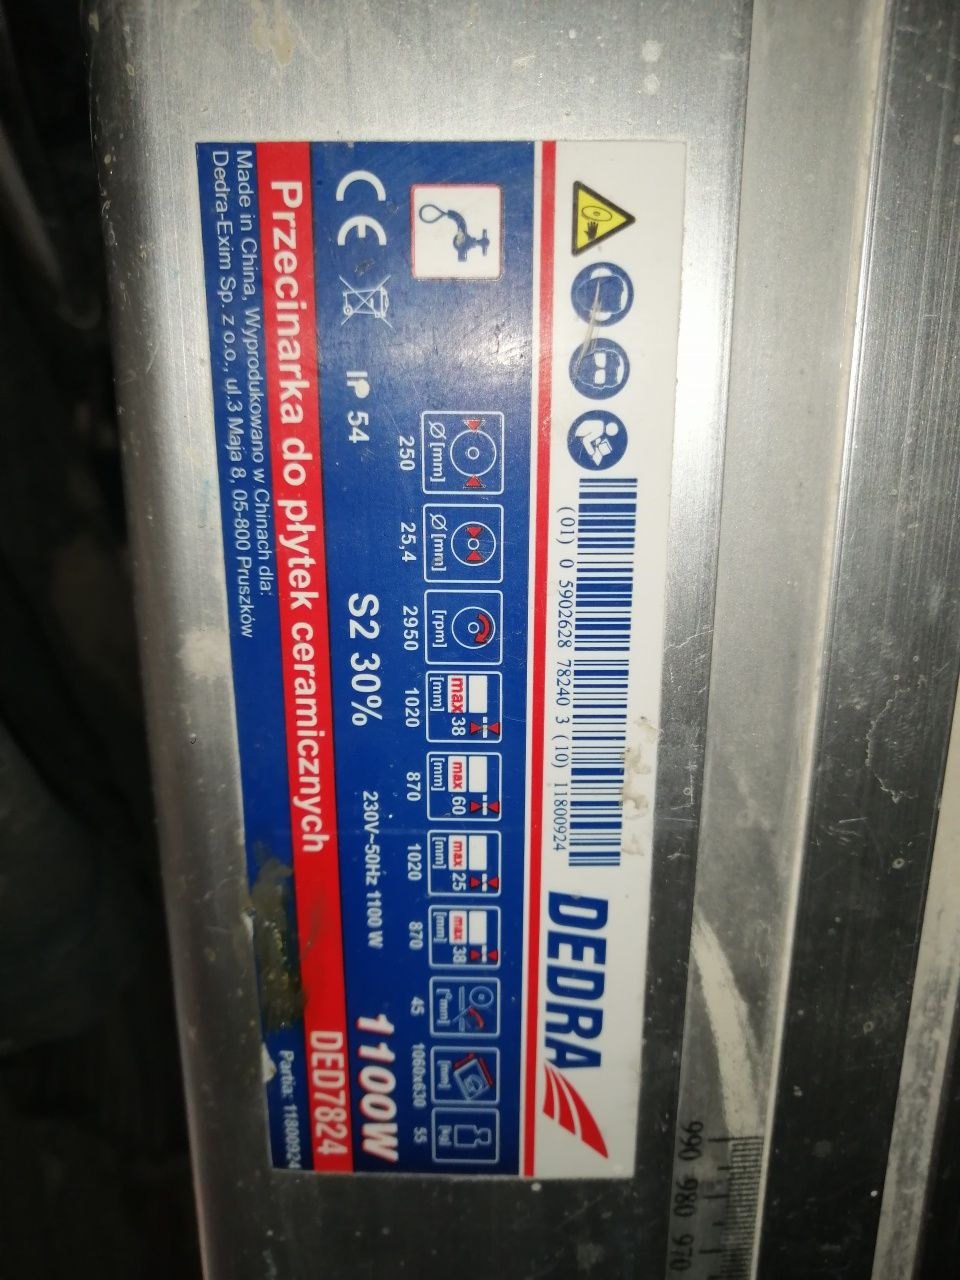 (01) 0 5902628 78240 3 (10) 11800924
DEDRA
Ø [mm]
250
Ø [mm]
25,4
[rpm]
2950
max 38
[mm]
1020
max 60
[mm]
870
max 25
[mm]
1020
max 38
[mm]
870
45
[mm]
1060x630
[kg]
55
CE
IP 54
S2 30%
230V~50Hz 1100 W
1100W
Przecinarka do płytek ceramicznych
DED7824
Made in China, Wyprodukowano w Chinach dla:
Dedra-Exim Sp. z o.o., ul.3 Maja 8, 05-800 Pruszków
Partia: 11800924
990 980 970